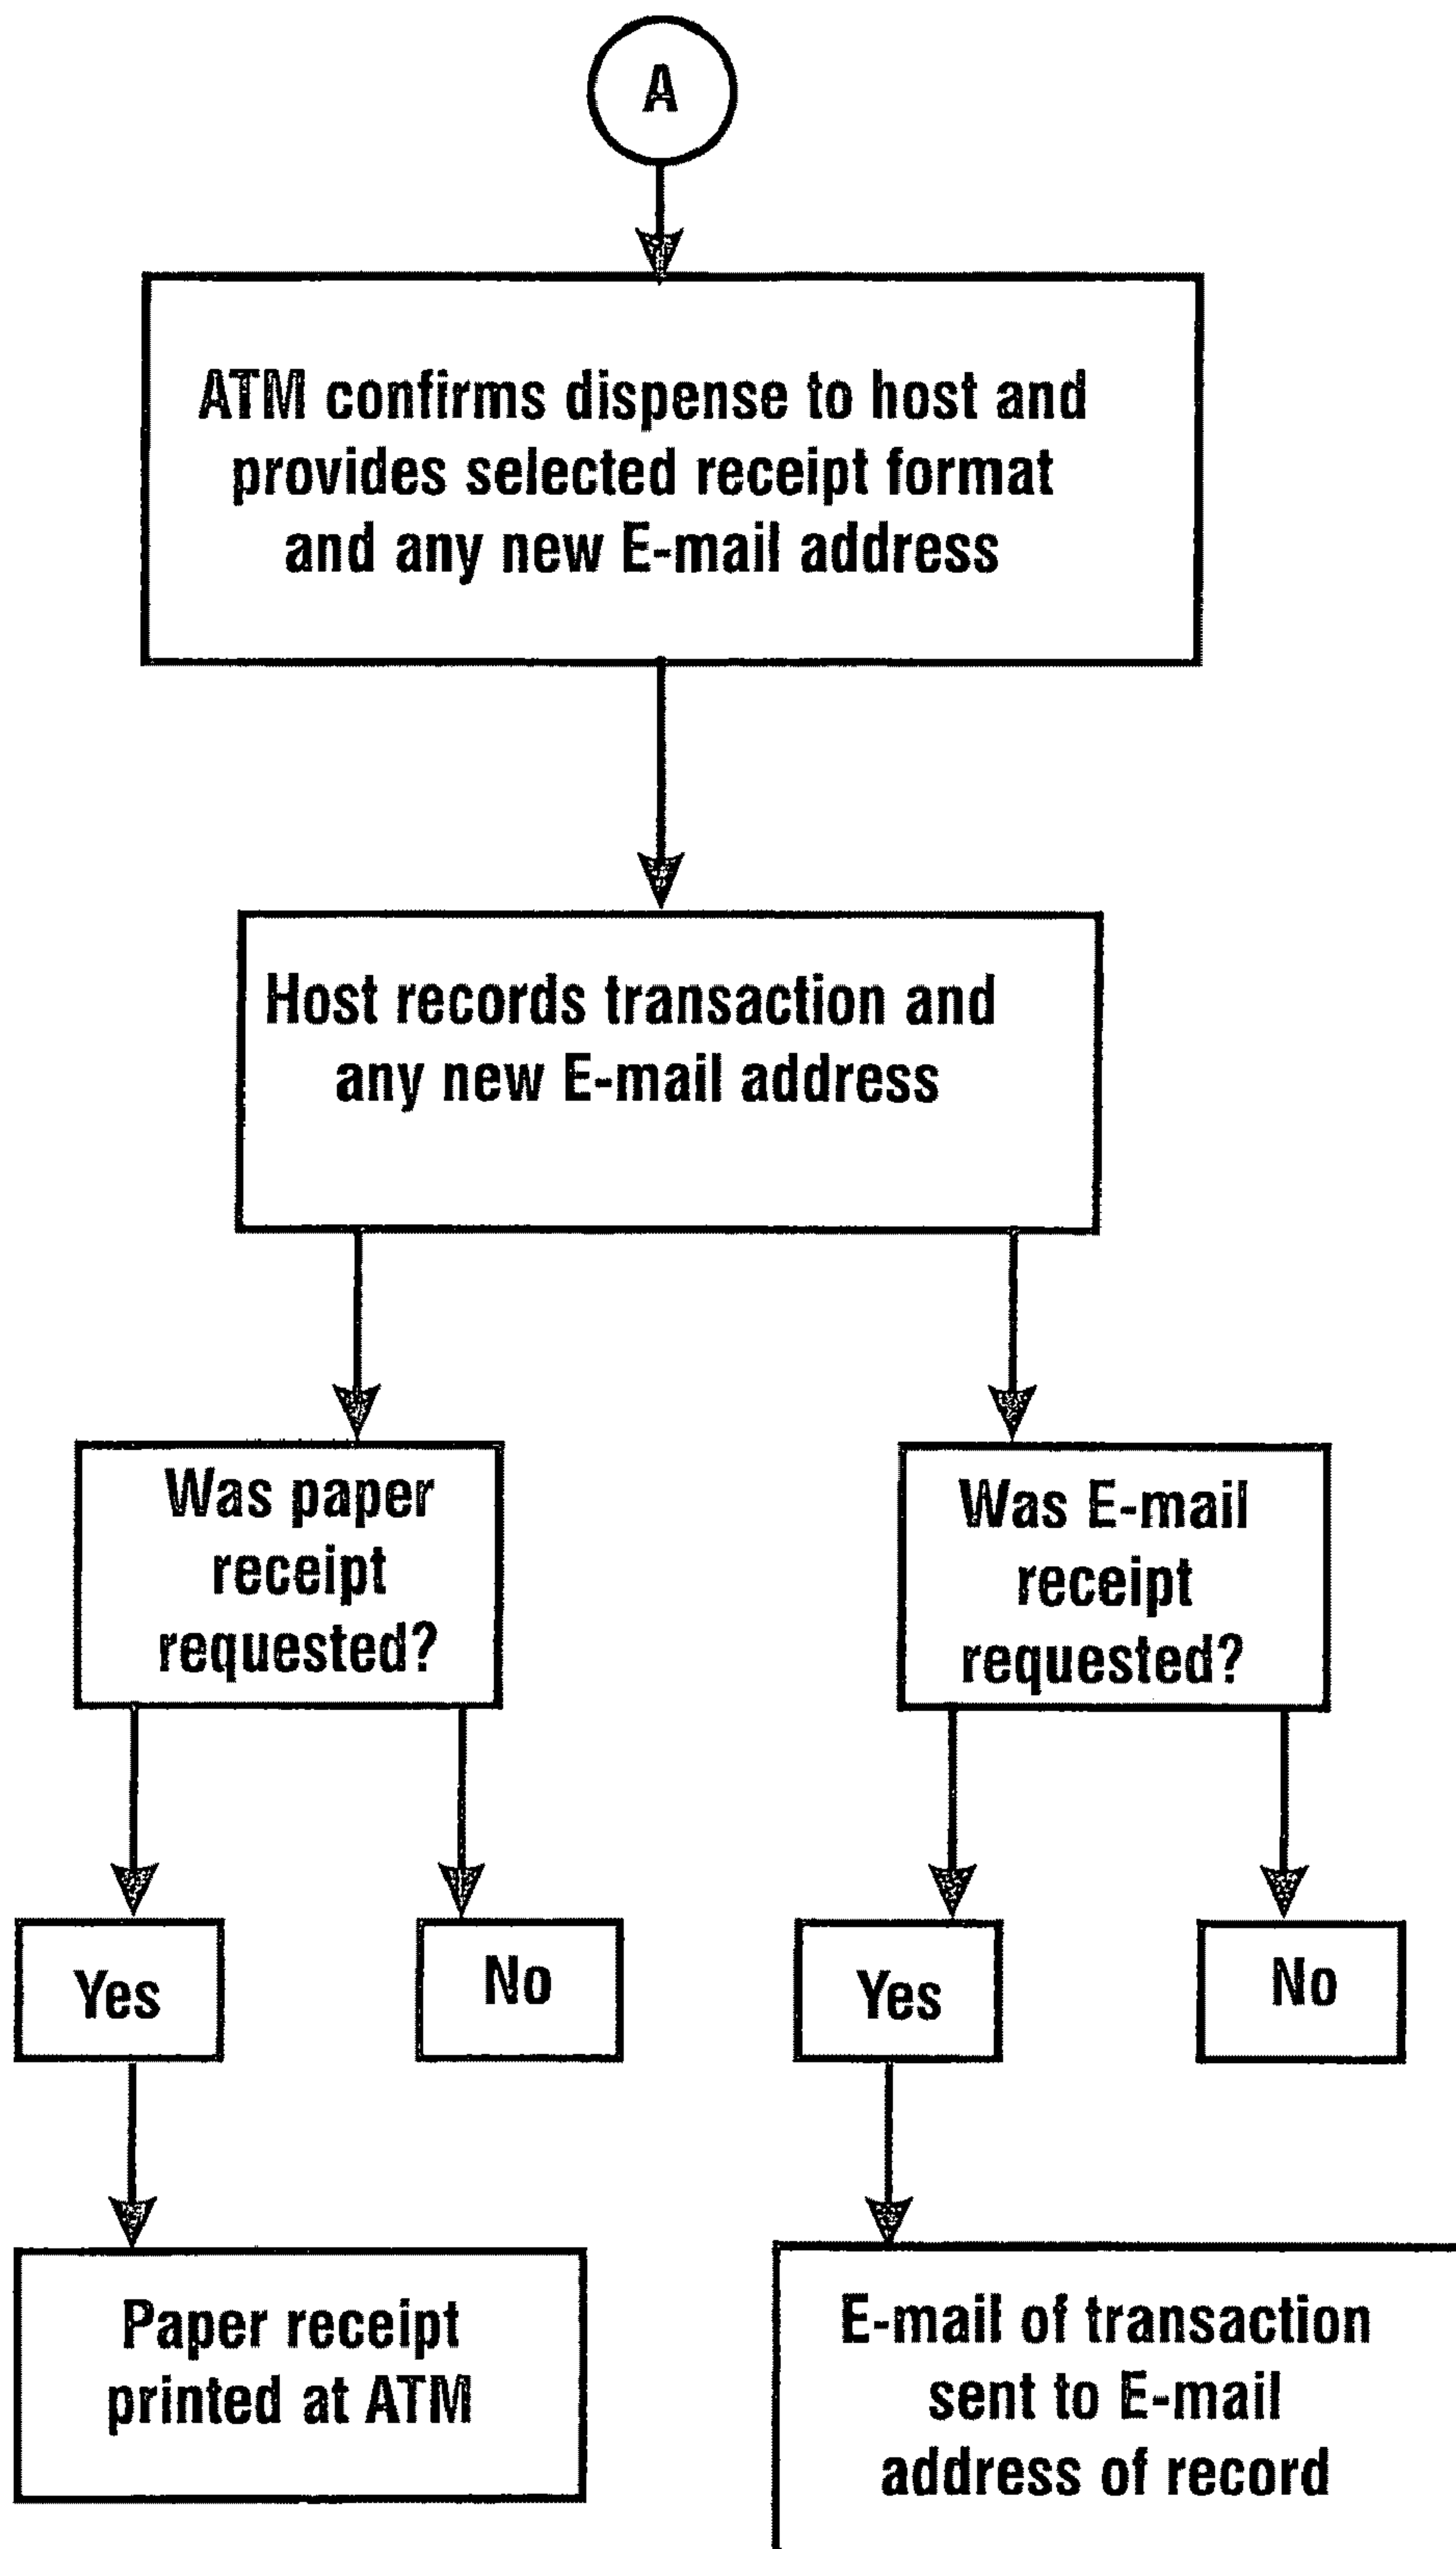 A
ATM confirms dispense to host and
provides selected receipt format
and any new E-mail address
Host records transaction and
any new E-mail address
Was paper
receipt
requested?
Was E-mail
receipt
requested?
Yes
No
Yes
No
Paper receipt
printed at ATM
E-mail of transaction
sent to E-mail
address of record